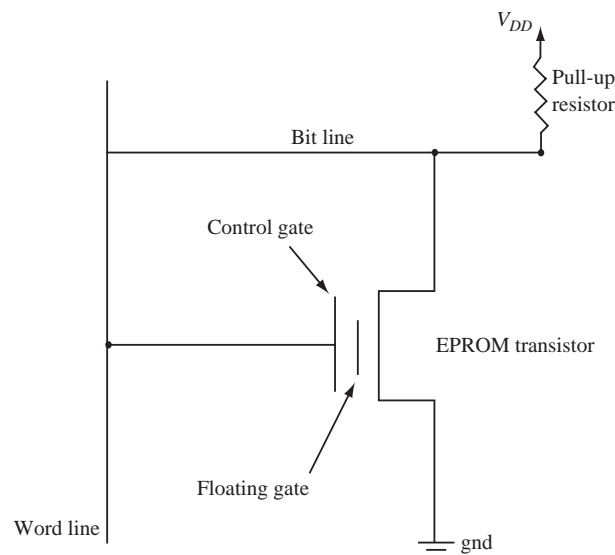 V_DD
Pull-up
resistor
Bit line
Control gate
EPROM transistor
Floating gate
Word line
gnd